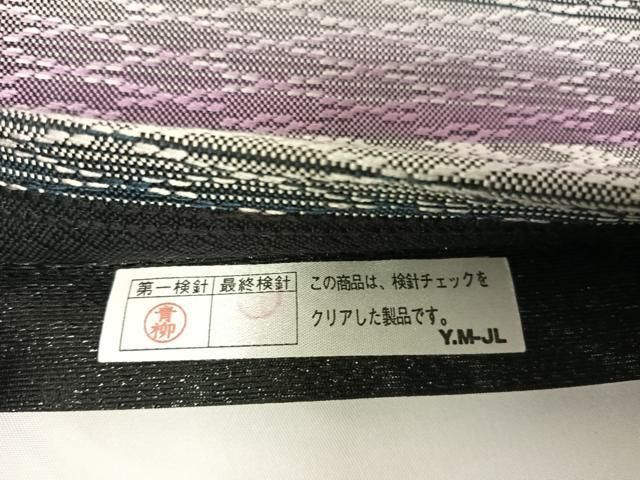 第一検針 最終検針
青柳
この商品は、検針チェックを
クリアした製品です。
Y.M-JL